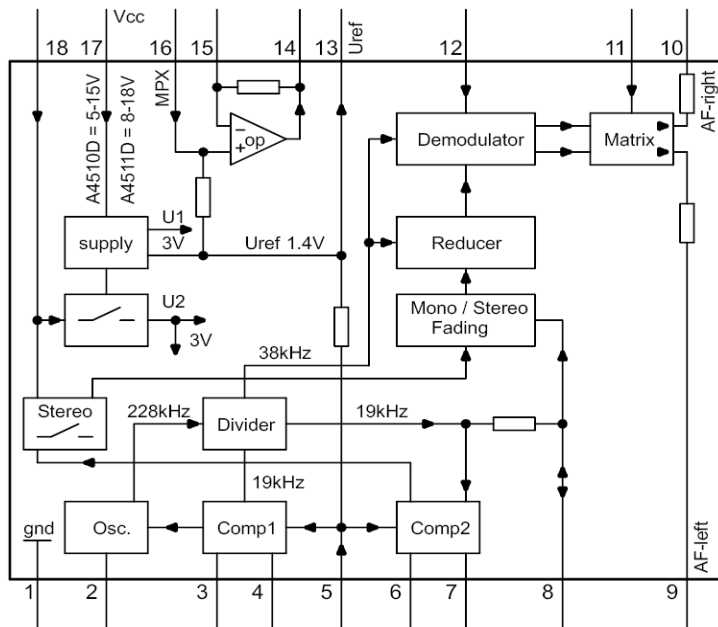 Vcc
18 17 16 15 14 13 Uref 12 11 10
A4510D = 5-15V
A4511D = 8-18V
MPX
AF-right
op
Demodulator
Matrix
U1
supply
3V
Uref 1.4V
Reducer
U2
3V
Mono / Stereo
Fading
38kHz
Stereo
228kHz
Divider
19kHz
19kHz
gnd
Osc.
Comp1
Comp2
AF-left
1 2 3 4 5 6 7 8 9